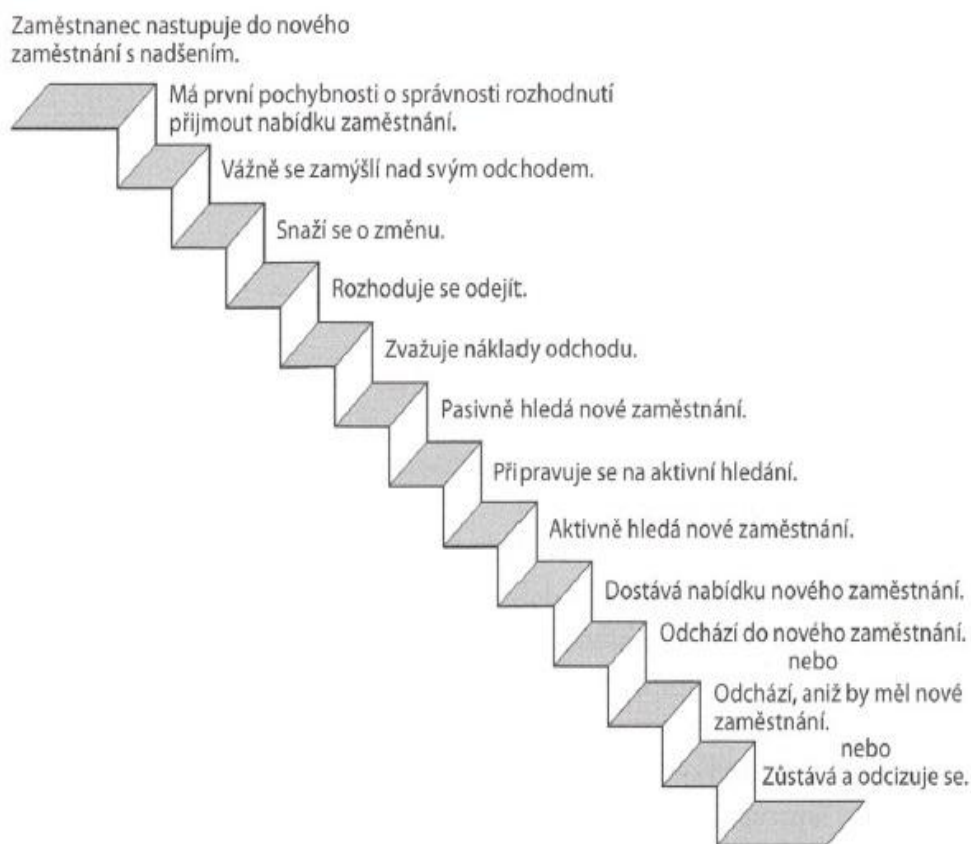 Zaměstnanec nastupuje do nového
zaměstnání s nadšením.
Má první pochybnosti o správnosti rozhodnutí
přijmout nabídku zaměstnání.
Vážně se zamýšlí nad svým odchodem.
Snaží se o změnu.
Rozhoduje se odejít.
Zvažuje náklady odchodu.
Pasivně hledá nové zaměstnání.
Připravuje se na aktivní hledání.
Aktivně hledá nové zaměstnání.
Dostává nabídku nového zaměstnání.
Odchází do nového zaměstnání.
nebo
Odchází, aniž by měl nové
zaměstnání.
nebo
Zůstává a odcizuje se.